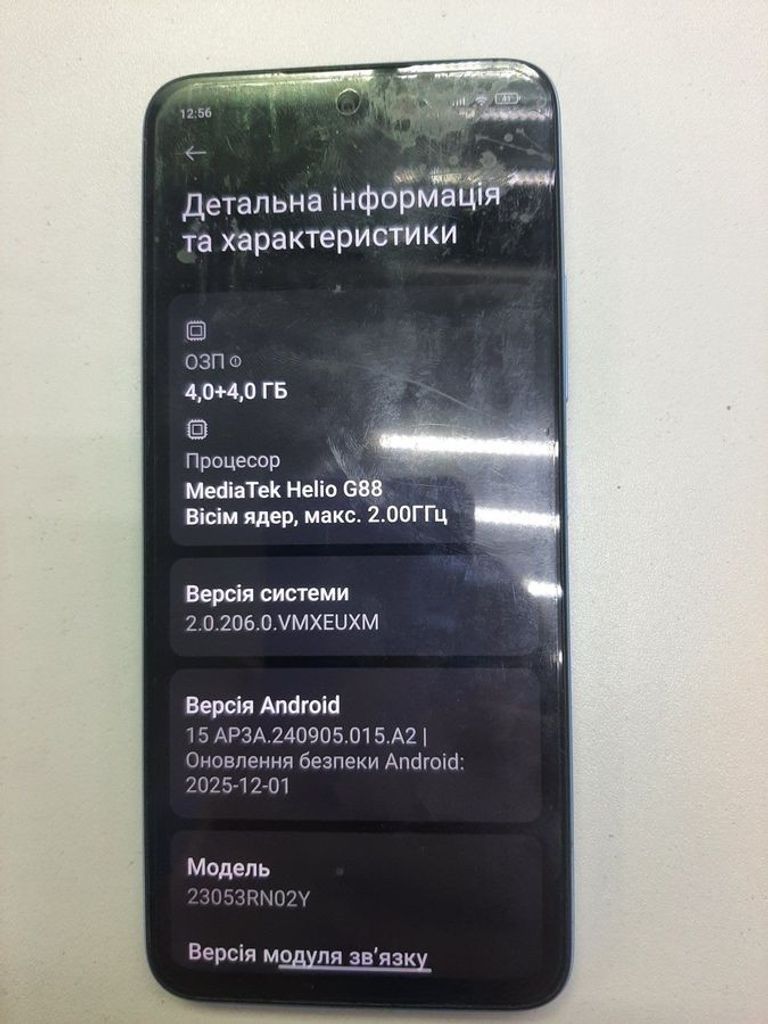 12:56
Детальна інформація
та характеристики
ОЗП
4,0+4,0 ГБ
Процесор
MediaTek Helio G88
Вісім ядер, макс. 2.00ГГц
Версія системи
2.0.206.0.VMXEUXM
Версія Android
15 AP3A.240905.015.A2 |
Оновлення безпеки Android:
2025-12-01
Модель
23053RN02Y
Версія модуля зв’язку